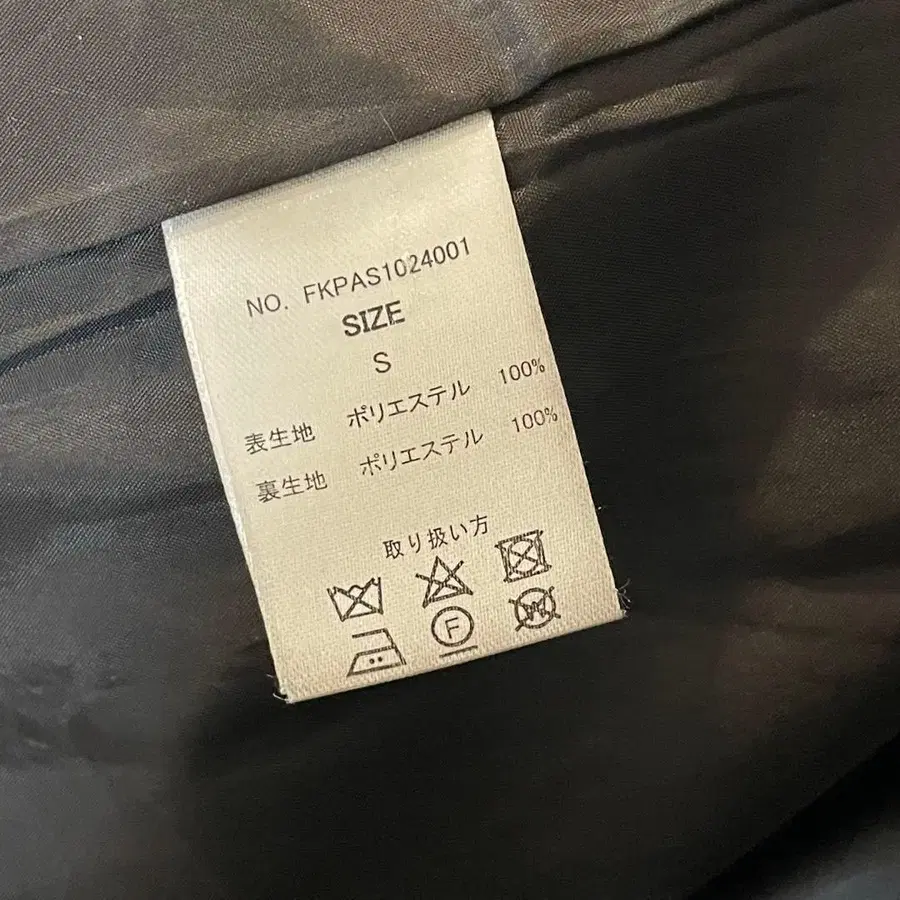 NO. FKPAS1024001
SIZE
S
表生地 ポリエステル 100%
裏生地 ポリエステル 100%
取り扱い方
F
W